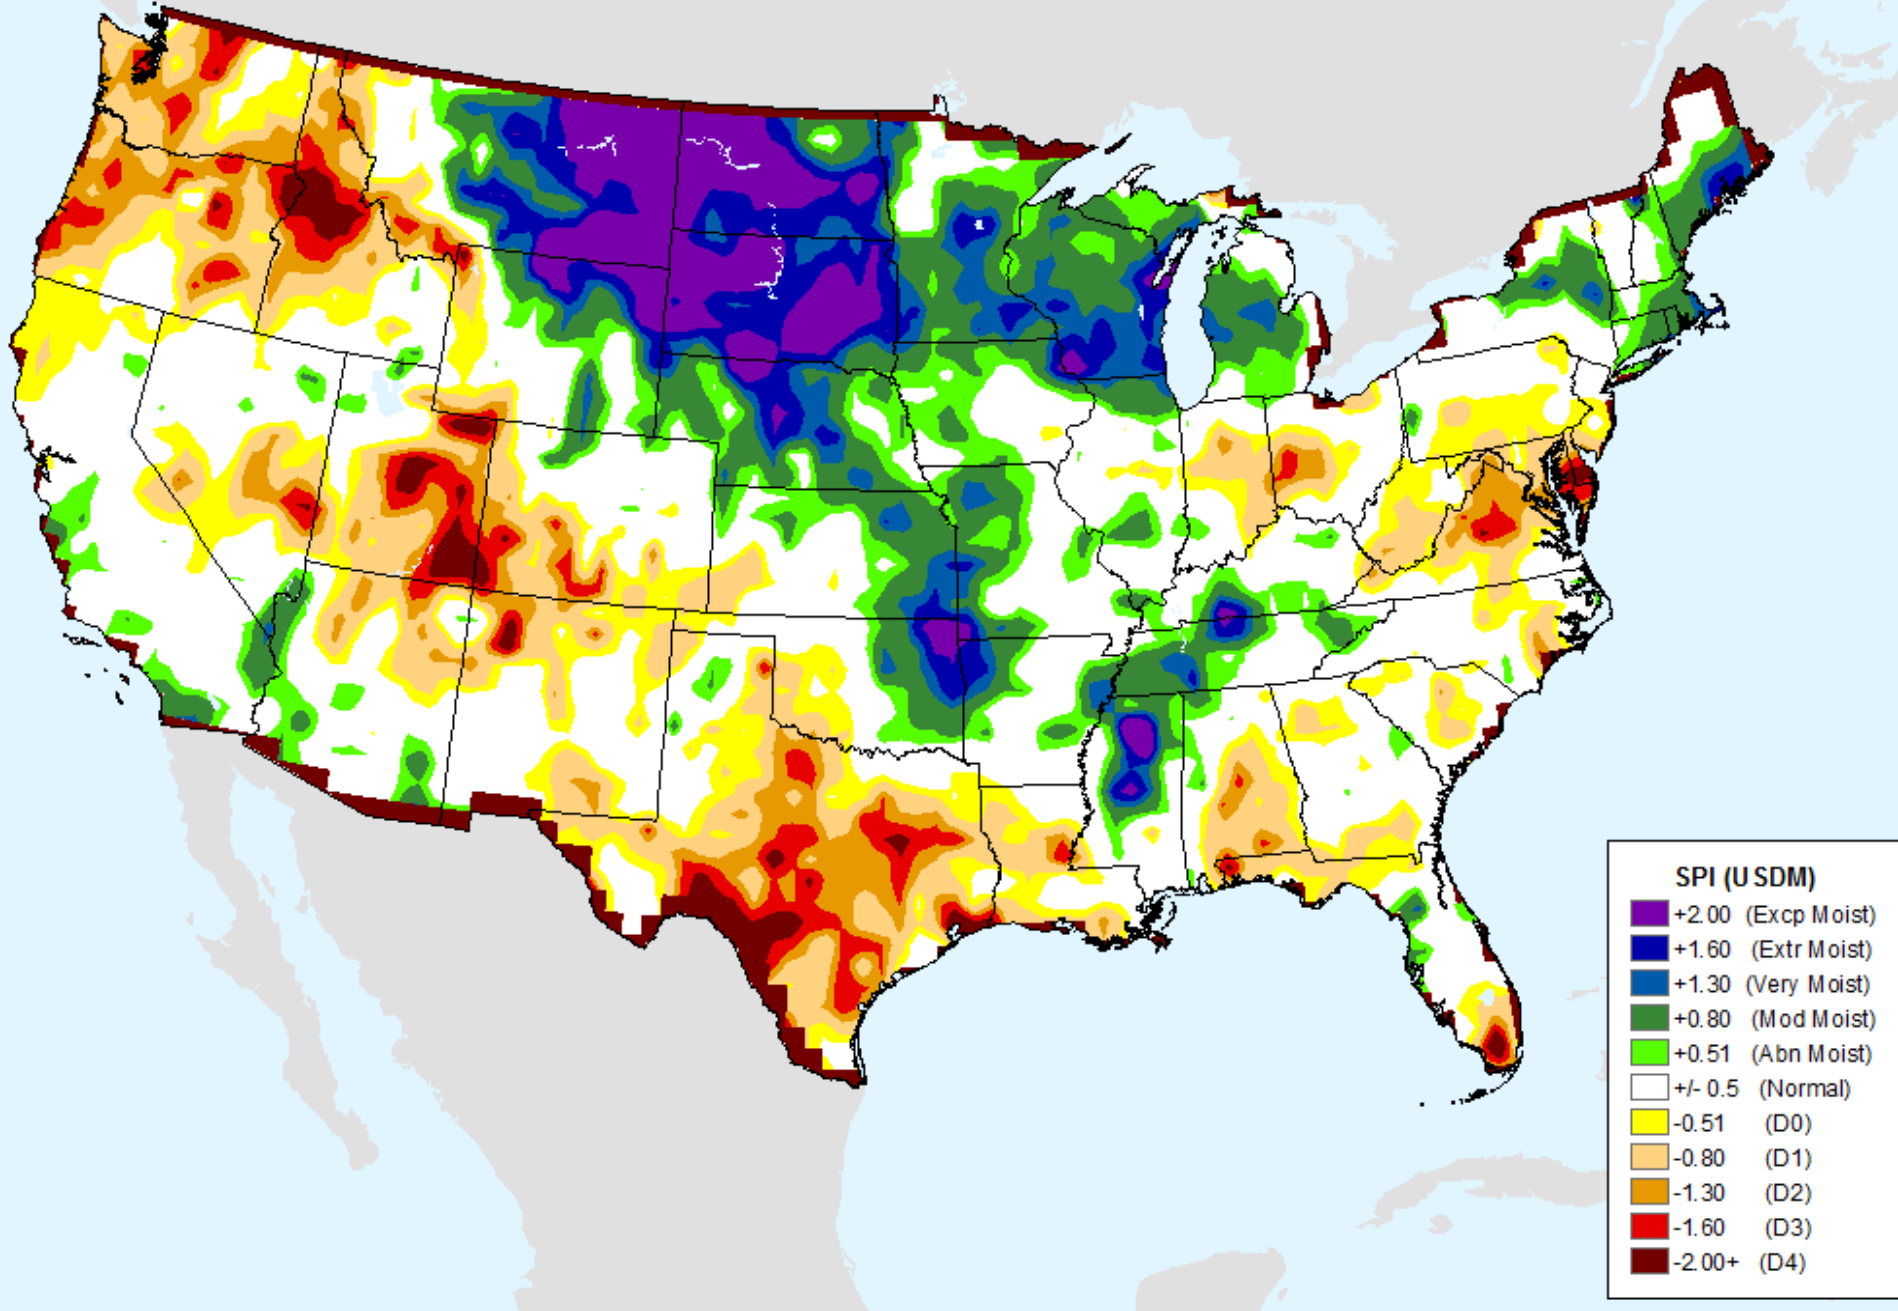 SPI (USDM)
+2.00 (Excp Moist)
+1.60 (Extr Moist)
+1.30 (Very Moist)
+0.80 (Mod Moist)
+0.51 (Abn Moist)
+/- 0.5 (Normal)
-0.51 (D0)
-0.80 (D1)
-1.30 (D2)
-1.60 (D3)
-2.00+ (D4)